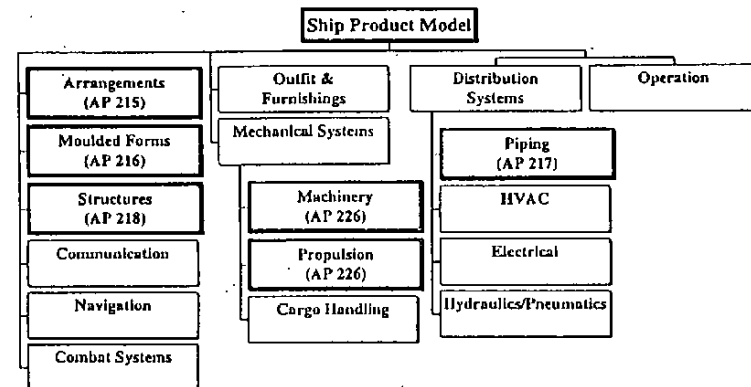 Ship Product Model
Arrangements
(AP 215)
Moulded Forms
(AP 216)
Structures
(AP 218)
Communication
Navigation
Combat Systems
Outfit &
Furnishings
Mechanical Systems
Machinery
(AP 226)
Propulsion
(AP 226)
Cargo Handling
Distribution
Systems
Piping
(AP 217)
HVAC
Electrical
Hydraulics/Pneumatics
Operation